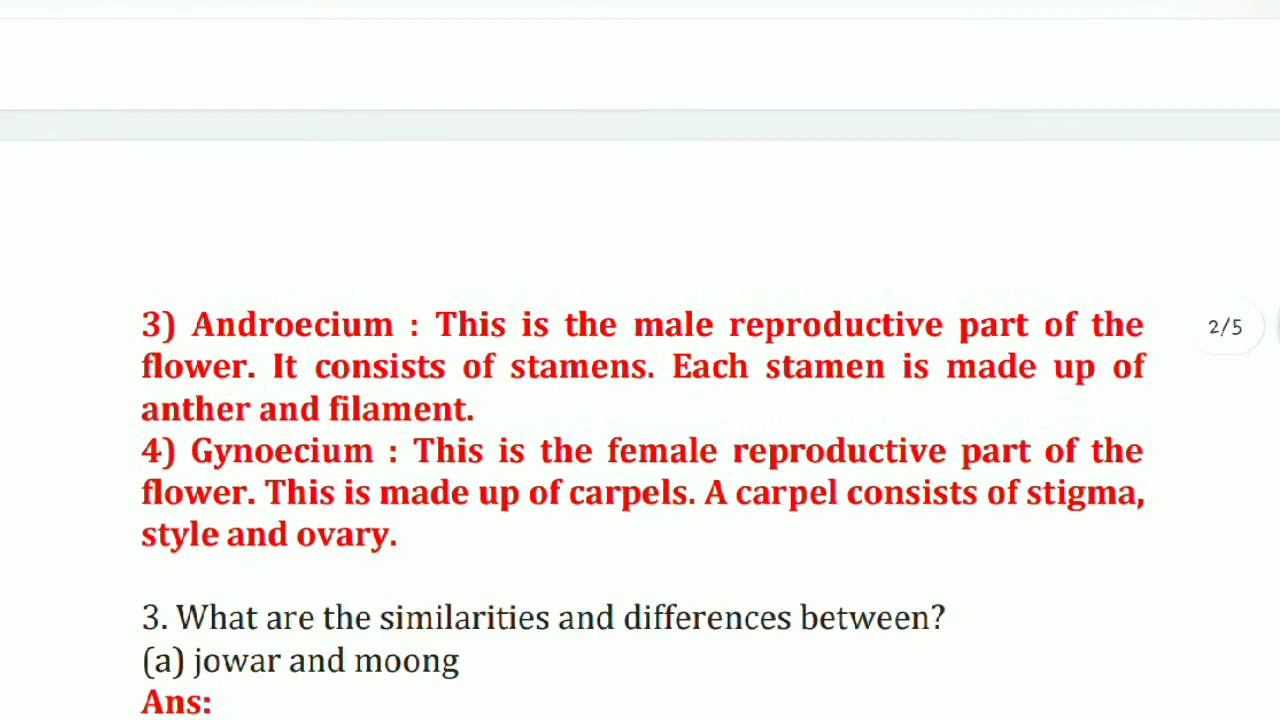 3) Androecium : This is the male reproductive part of the
2/5
flower. It consists of stamens. Each stamen is made up of
anther and filament.
4) Gynoecium : This is the female reproductive part of the
flower. This is made up of carpels. A carpel consists of stigma,
style and ovary.
3. What are the similarities and differences between?
(a) jowar and moong
Ans: